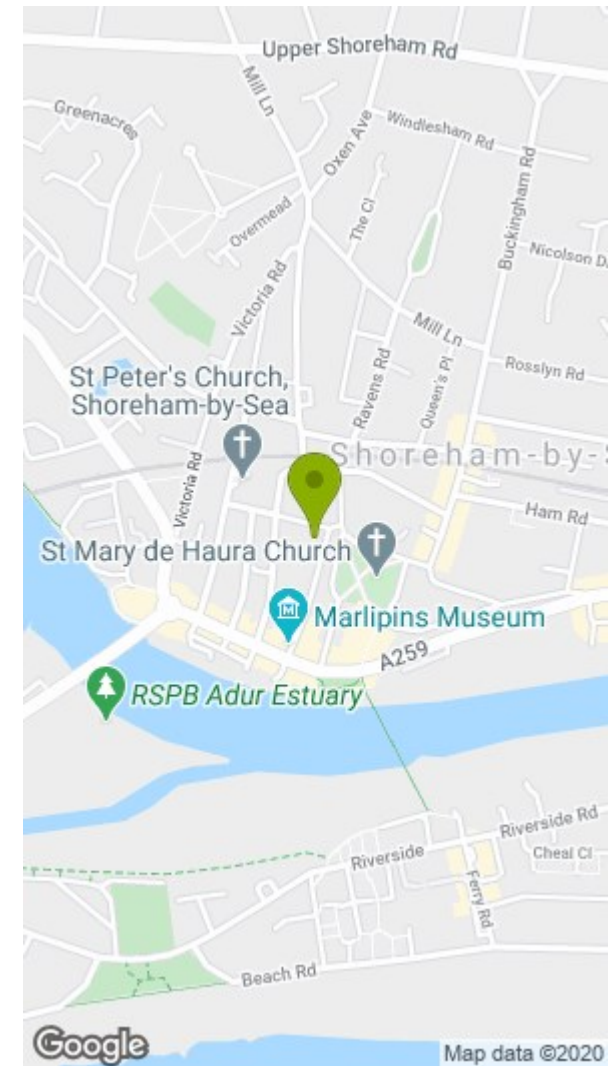 Upper Shoreham Rd
Mill Ln
Greenacres
Oxen Ave
Windlesham Rd
Buckingham Rd
Overmead
The Cl
Nicolson D
Victoria Rd
Mill Ln
Rosslyn Rd
St Peter's Church,
Shoreham-by-Sea
Ravens Rd
Queen's Pl
Shoreham-by-S
Victoria Rd
Ham Rd
St Mary de Haura Church
Marlipins Museum
A259
RSPB Adur Estuary
Riverside Rd
Riverside
Cheal Cl
Ferry Rd
Beach Rd
Google
Map data ©2020